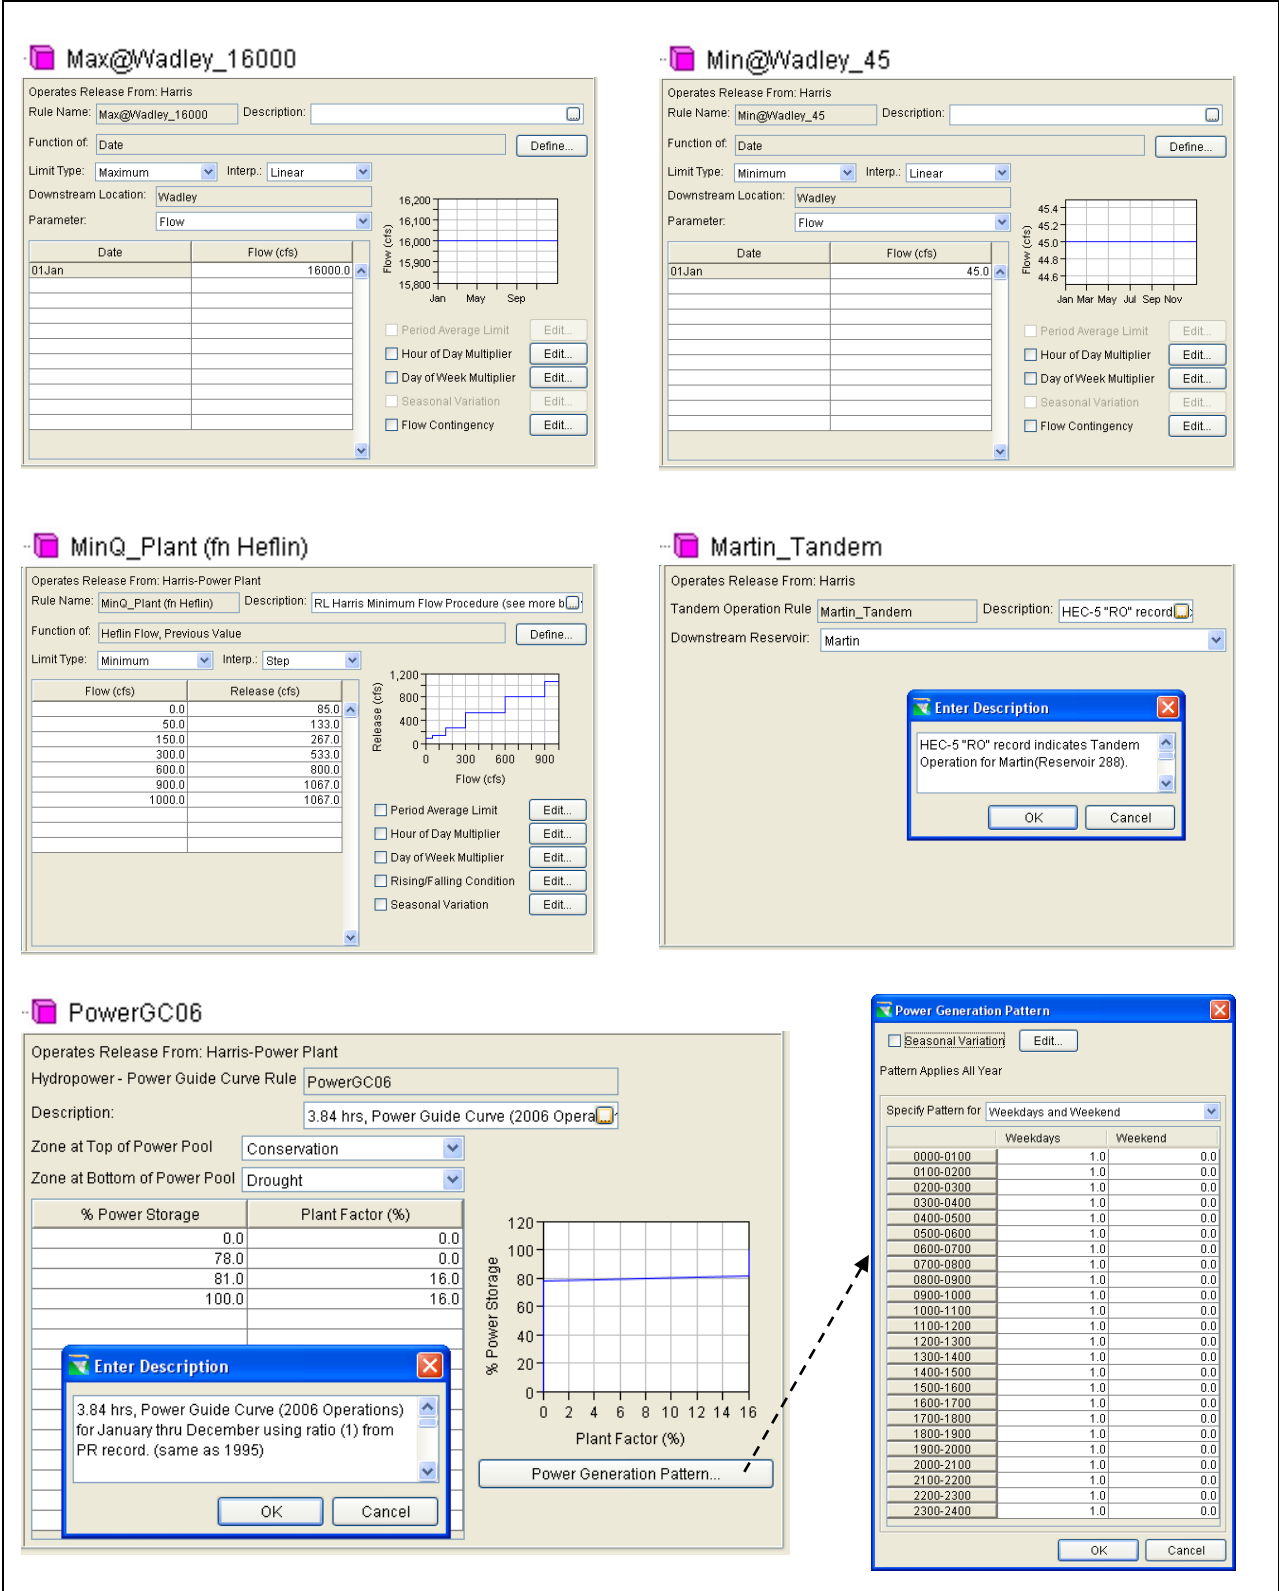 Max@Wadley_16000
Operates Release From: Harris
Rule Name: Max@Wadley_16000 Description: ...
Function of: Date Define...
Limit Type: Maximum Interp.: Linear
Downstream Location: Wadley
Parameter: Flow
Date Flow (cfs)
01Jan 16000.0
Flow (cfs)
16,200
16,100
16,000
15,900
15,800
Jan May Sep
Period Average Limit Edit...
Hour of Day Multiplier Edit...
Day of Week Multiplier Edit...
Seasonal Variation Edit...
Flow Contingency Edit...
Min@Wadley_45
Operates Release From: Harris
Rule Name: Min@Wadley_45 Description: ...
Function of: Date Define...
Limit Type: Minimum Interp.: Linear
Downstream Location: Wadley
Parameter: Flow
Date Flow (cfs)
01Jan 45.0
Flow (cfs)
45.4
45.2
45.0
44.8
44.6
Jan Mar May Jul Sep Nov
Period Average Limit Edit...
Hour of Day Multiplier Edit...
Day of Week Multiplier Edit...
Seasonal Variation Edit...
Flow Contingency Edit...
MinQ_Plant (fn Heflin)
Operates Release From: Harris-Power Plant
Rule Name: MinQ_Plant (fn Heflin) Description: RL Harris Minimum Flow Procedure (see more b...
Function of: Heflin Flow, Previous Value Define...
Limit Type: Minimum Interp.: Step
Flow (cfs) Release (cfs)
0.0 85.0
50.0 133.0
150.0 267.0
300.0 533.0
600.0 800.0
900.0 1067.0
1000.0 1067.0
Release (cfs)
1,200
800
400
0
0 300 600 900
Flow (cfs)
Period Average Limit Edit...
Hour of Day Multiplier Edit...
Day of Week Multiplier Edit...
Rising/Falling Condition Edit...
Seasonal Variation Edit...
Martin_Tandem
Operates Release From: Harris
Tandem Operation Rule Martin_Tandem Description: HEC-5 "RO" record ...
Downstream Reservoir: Martin
Enter Description
HEC-5 "RO" record indicates Tandem
Operation for Martin(Reservoir 288).
OK Cancel
PowerGC06
Operates Release From: Harris-Power Plant
Hydropower - Power Guide Curve Rule PowerGC06
Description: 3.84 hrs, Power Guide Curve (2006 Opera...
Zone at Top of Power Pool Conservation
Zone at Bottom of Power Pool Drought
% Power Storage Plant Factor (%)
0.0 0.0
78.0 0.0
81.0 16.0
100.0 16.0
% Power Storage
120
100
80
60
40
20
0
0 2 4 6 8 10 12 14 16
Plant Factor (%)
Power Generation Pattern...
Enter Description
3.84 hrs, Power Guide Curve (2006 Operations)
for January thru December using ratio (1) from
PR record. (same as 1995)
OK Cancel
Power Generation Pattern
Seasonal Variation Edit...
Pattern Applies All Year
Specify Pattern for Weekdays and Weekend
Weekdays Weekend
0000-0100 1.0 0.0
0100-0200 1.0 0.0
0200-0300 1.0 0.0
0300-0400 1.0 0.0
0400-0500 1.0 0.0
0500-0600 1.0 0.0
0600-0700 1.0 0.0
0700-0800 1.0 0.0
0800-0900 1.0 0.0
0900-1000 1.0 0.0
1000-1100 1.0 0.0
1100-1200 1.0 0.0
1200-1300 1.0 0.0
1300-1400 1.0 0.0
1400-1500 1.0 0.0
1500-1600 1.0 0.0
1600-1700 1.0 0.0
1700-1800 1.0 0.0
1800-1900 1.0 0.0
1900-2000 1.0 0.0
2000-2100 1.0 0.0
2100-2200 1.0 0.0
2200-2300 1.0 0.0
2300-2400 1.0 0.0
OK Cancel